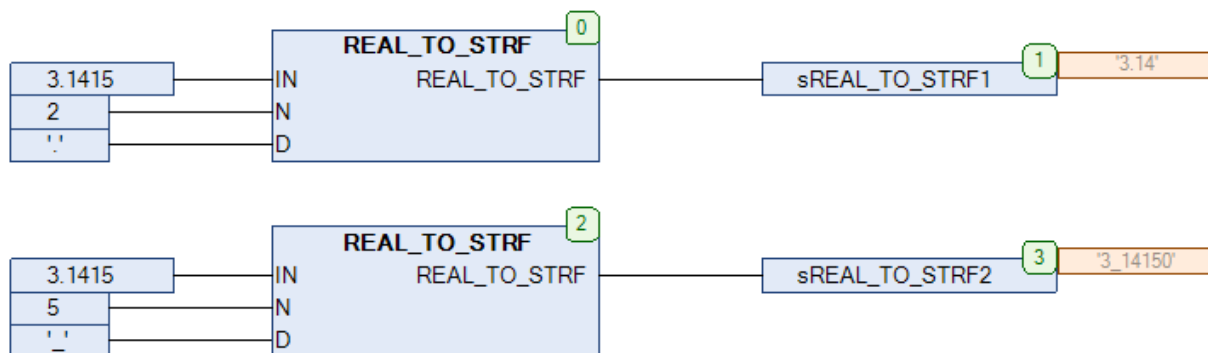 0
REAL_TO_STRF
3.1415 IN REAL_TO_STRF sREAL_TO_STRF1 1 '3.14'
2 N
'.' D
2
REAL_TO_STRF
3.1415 IN REAL_TO_STRF sREAL_TO_STRF2 3 '3_14150'
5 N
'_' D